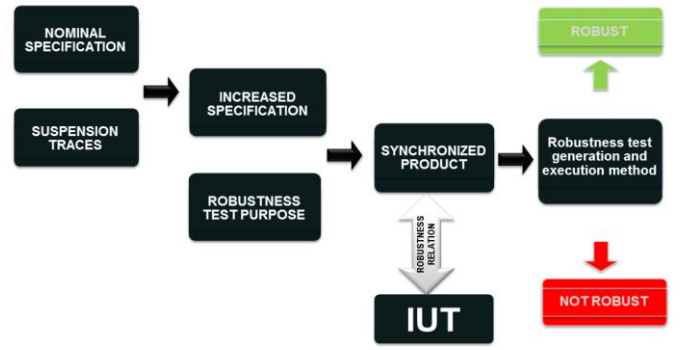 NOMINAL
SPECIFICATION
SUSPENSION
TRACES
INCREASED
SPECIFICATION
ROBUSTNESS
TEST PURPOSE
SYNCHRONIZED
PRODUCT
ROBUSTNESS
RELATION
IUT
Robustness test
generation and
execution method
ROBUST
NOT ROBUST